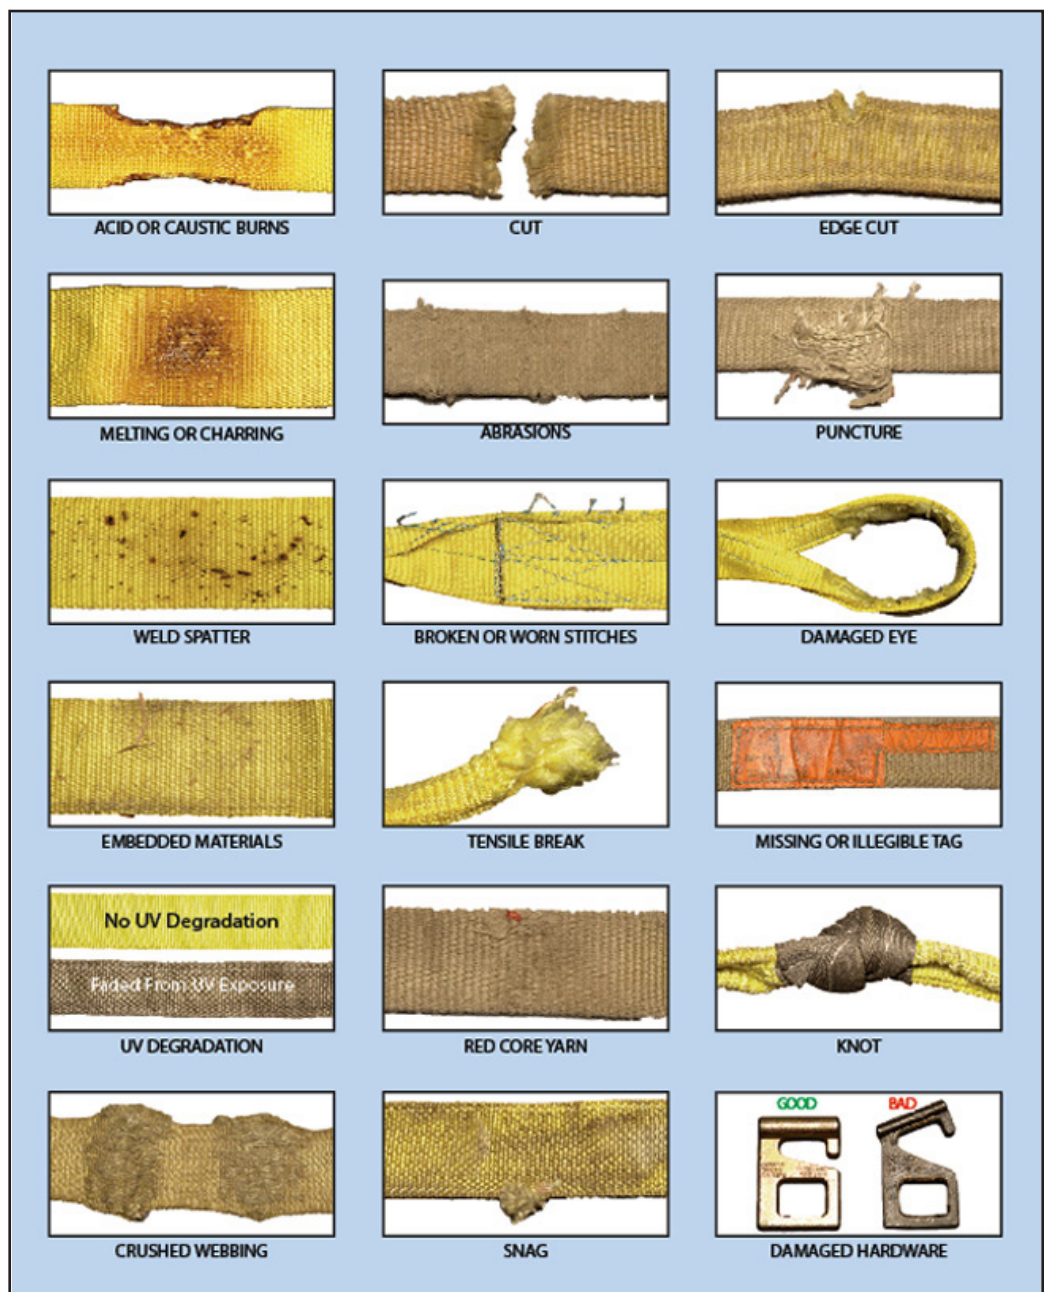 ACID OR CAUSTIC BURNS
CUT
EDGE CUT
MELTING OR CHARRING
ABRASIONS
PUNCTURE
WELD SPATTER
BROKEN OR WORN STITCHES
DAMAGED EYE
EMBEDDED MATERIALS
TENSILE BREAK
MISSING OR ILLEGIBLE TAG
No UV Degradation
Faded From UV Exposure
UV DEGRADATION
RED CORE YARN
KNOT
CRUSHED WEBBING
SNAG
GOOD
BAD
DAMAGED HARDWARE